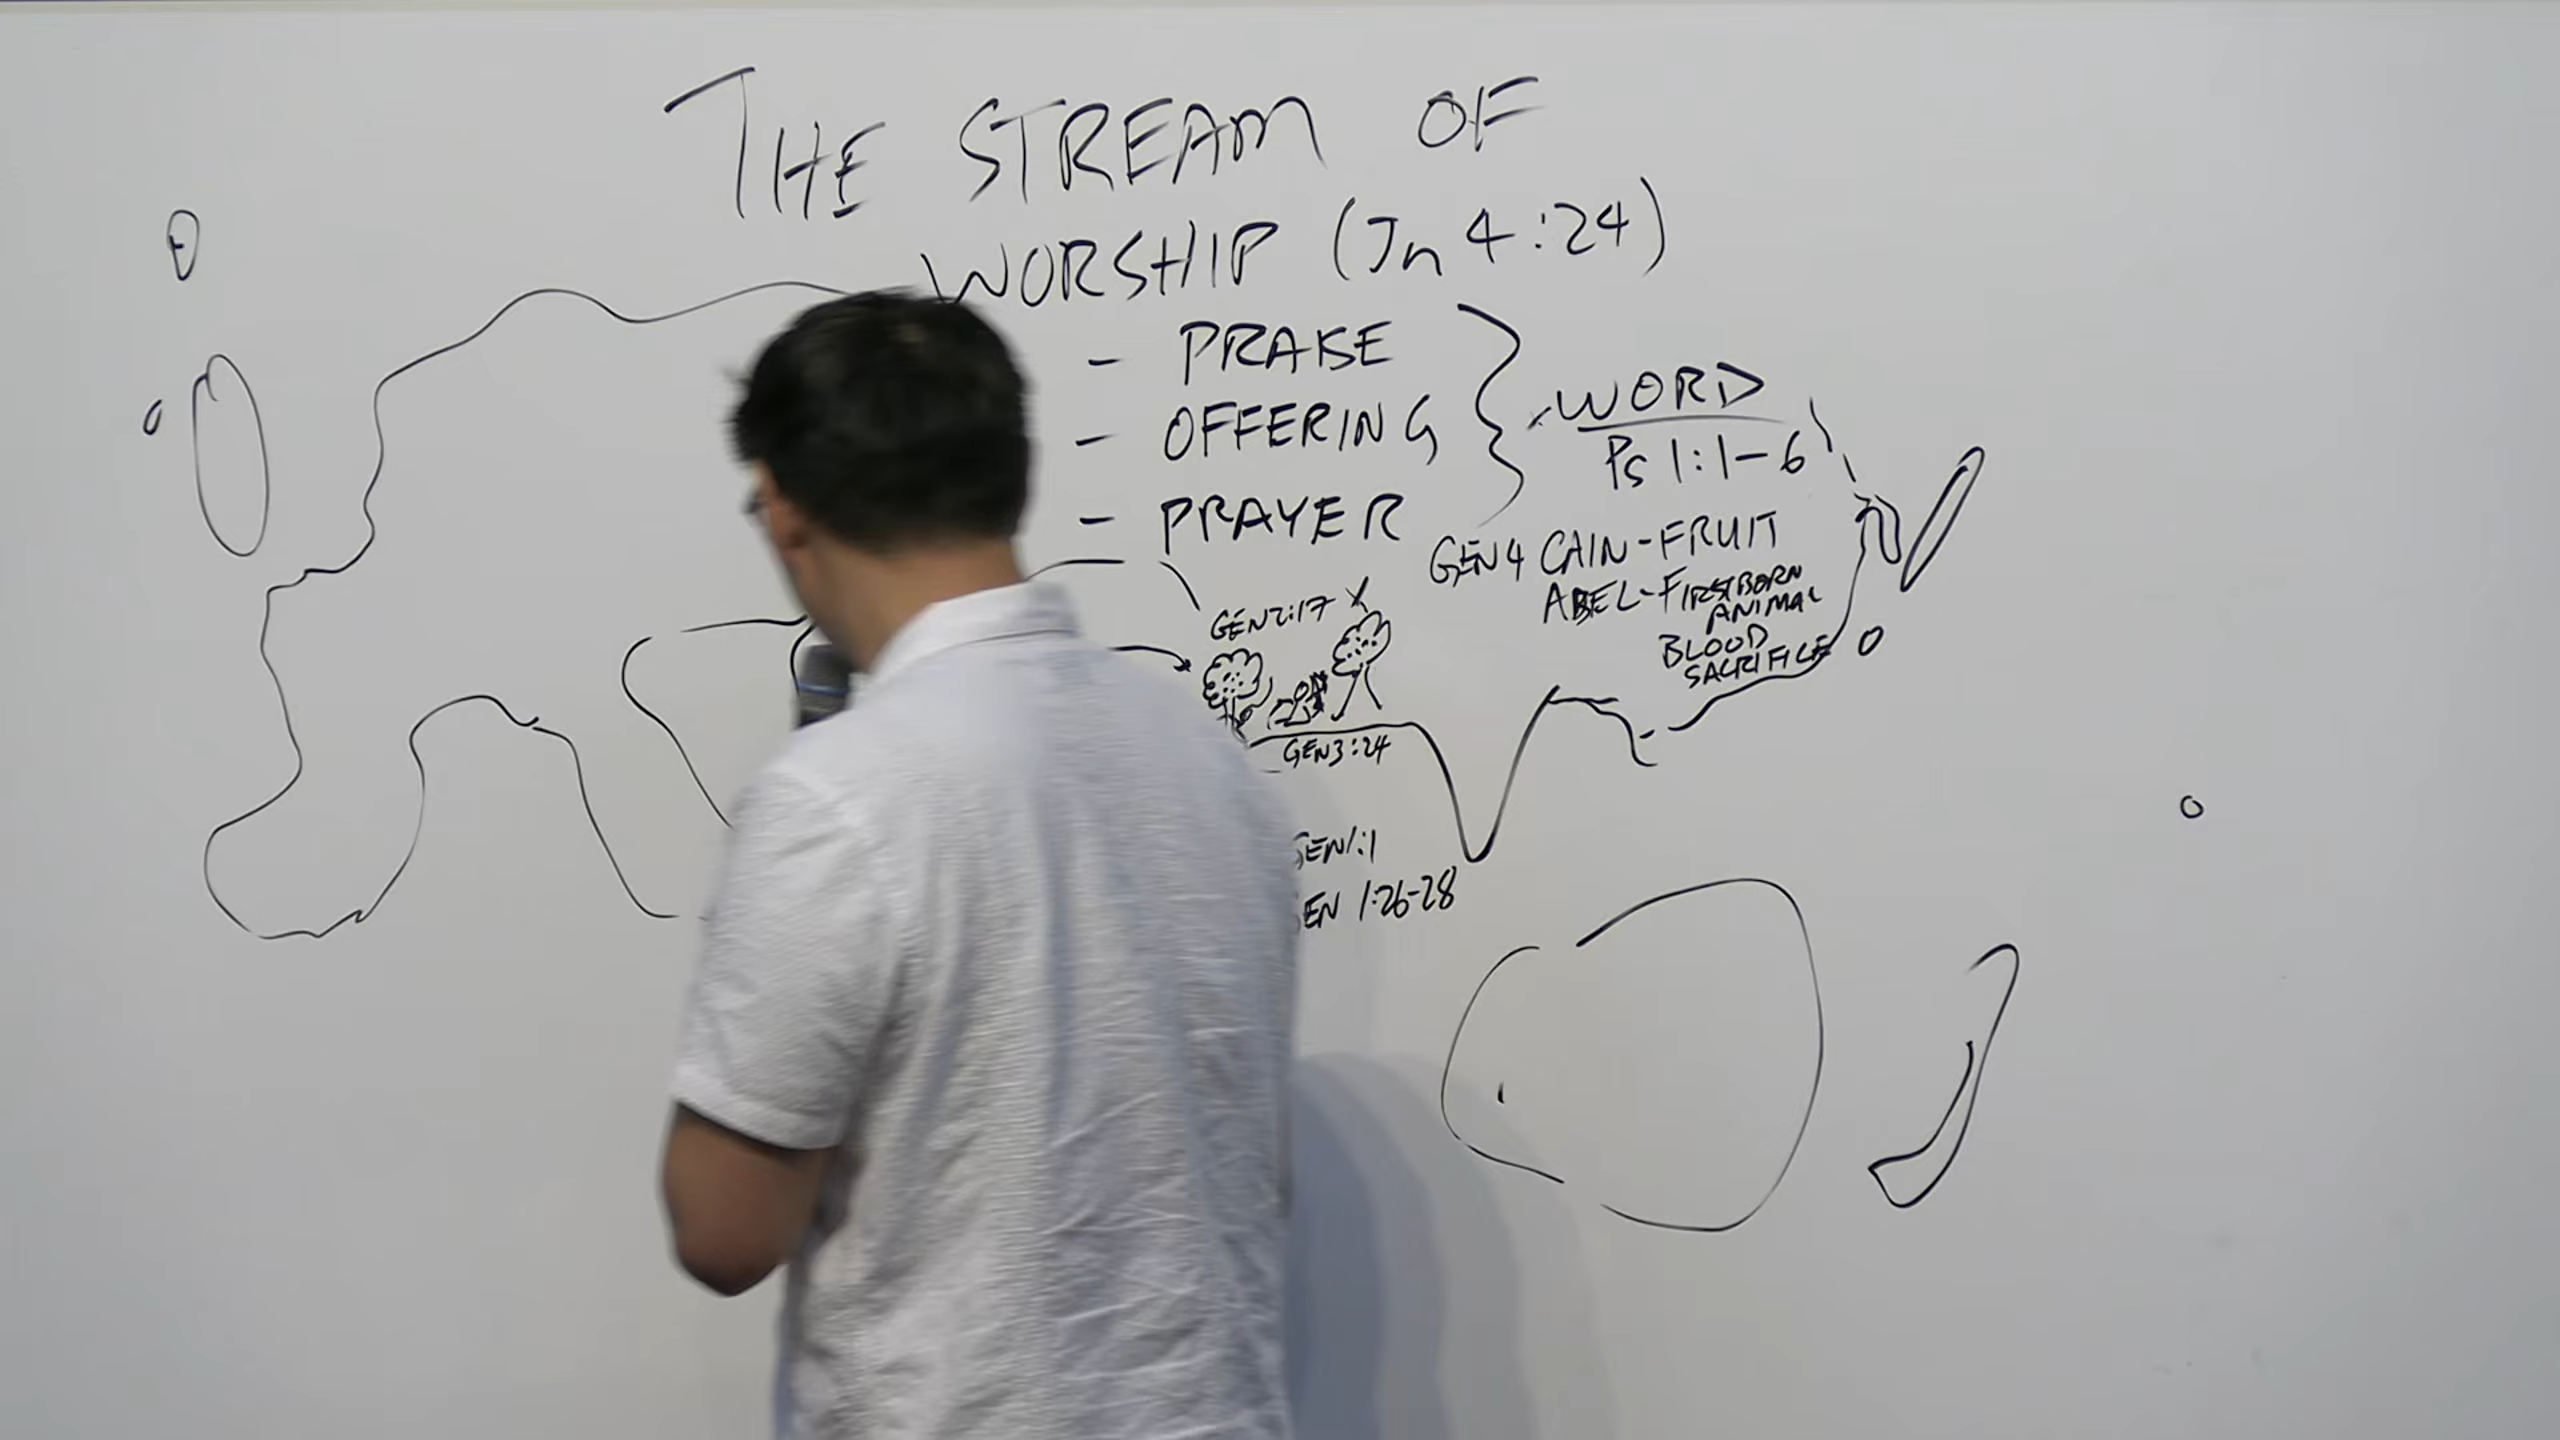 THE STREAM OF
WORSHIP (Jn 4:24)
- PRAISE
- OFFERING
- PRAYER
WORD
Ps 1:1-6
GEN 4 CAIN-FRUIT
ABEL-FIRSTBORN
ANIMAL
BLOOD
SACRIFICE
GEN 2:17 X
GEN 3:24
GEN 1:1
GEN 1:26-28